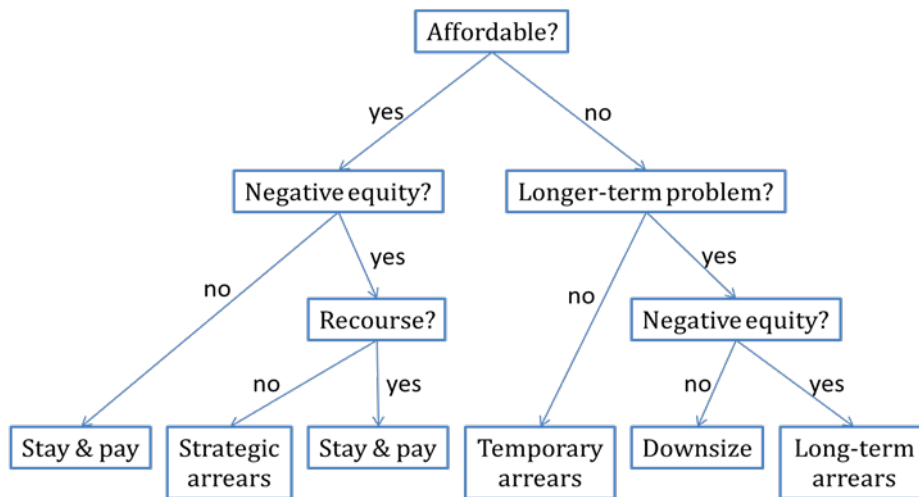 Affordable?
yes
no
Negative equity?
Longer-term problem?
no
yes
no
yes
Recourse?
Negative equity?
no
yes
no
yes
Stay & pay
Strategic
arrears
Stay & pay
Temporary
arrears
Downsize
Long-term
arrears